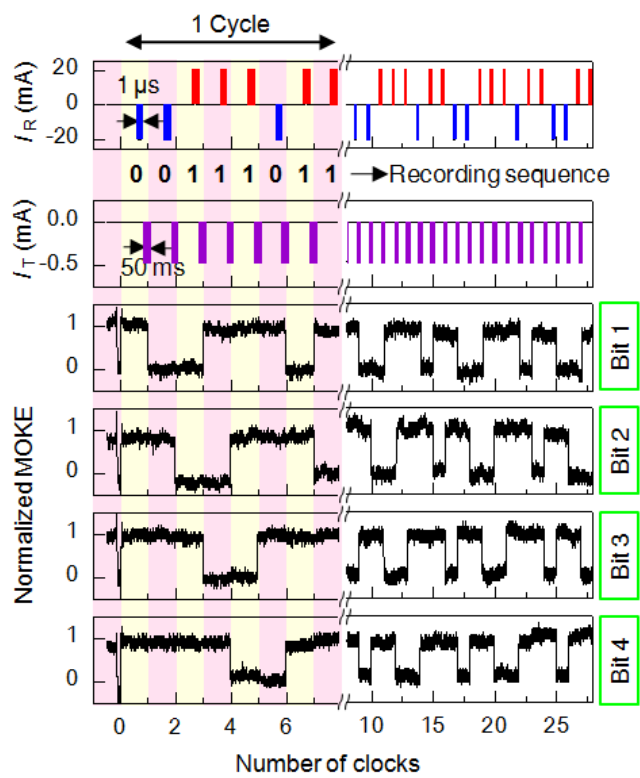 1 Cycle
I_R (mA)
20
0
-20
1 μs
0 0 1 1 1 0 1 1
Recording sequence
I_T (mA)
0.0
-0.5
50 ms
Normalized MOKE
1
0
Bit 1
1
0
Bit 2
1
0
Bit 3
1
0
Bit 4
0 2 4 6 10 15 20 25
Number of clocks